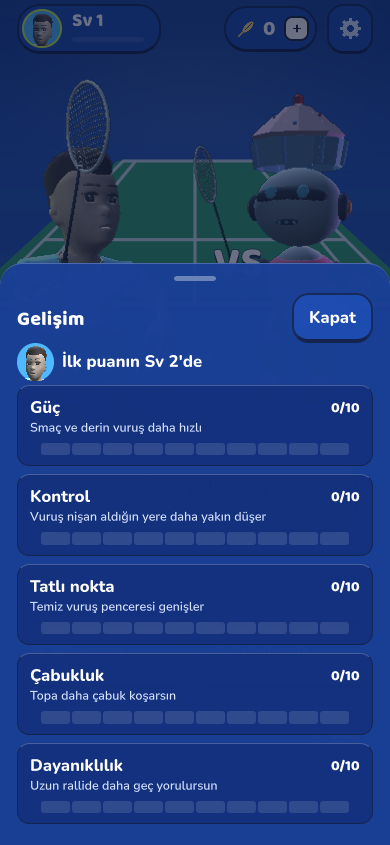 Sv 1
0
+
VS
Gelişim
Kapat
İlk puanın Sv 2'de
Güç
0/10
Smaç ve derin vuruş daha hızlı
Kontrol
0/10
Vuruş nişan aldığın yere daha yakın düşer
Tatlı nokta
0/10
Temiz vuruş penceresi genişler
Çabukluk
0/10
Topa daha çabuk koşarsın
Dayanıklılık
0/10
Uzun rallide daha geç yorulursun